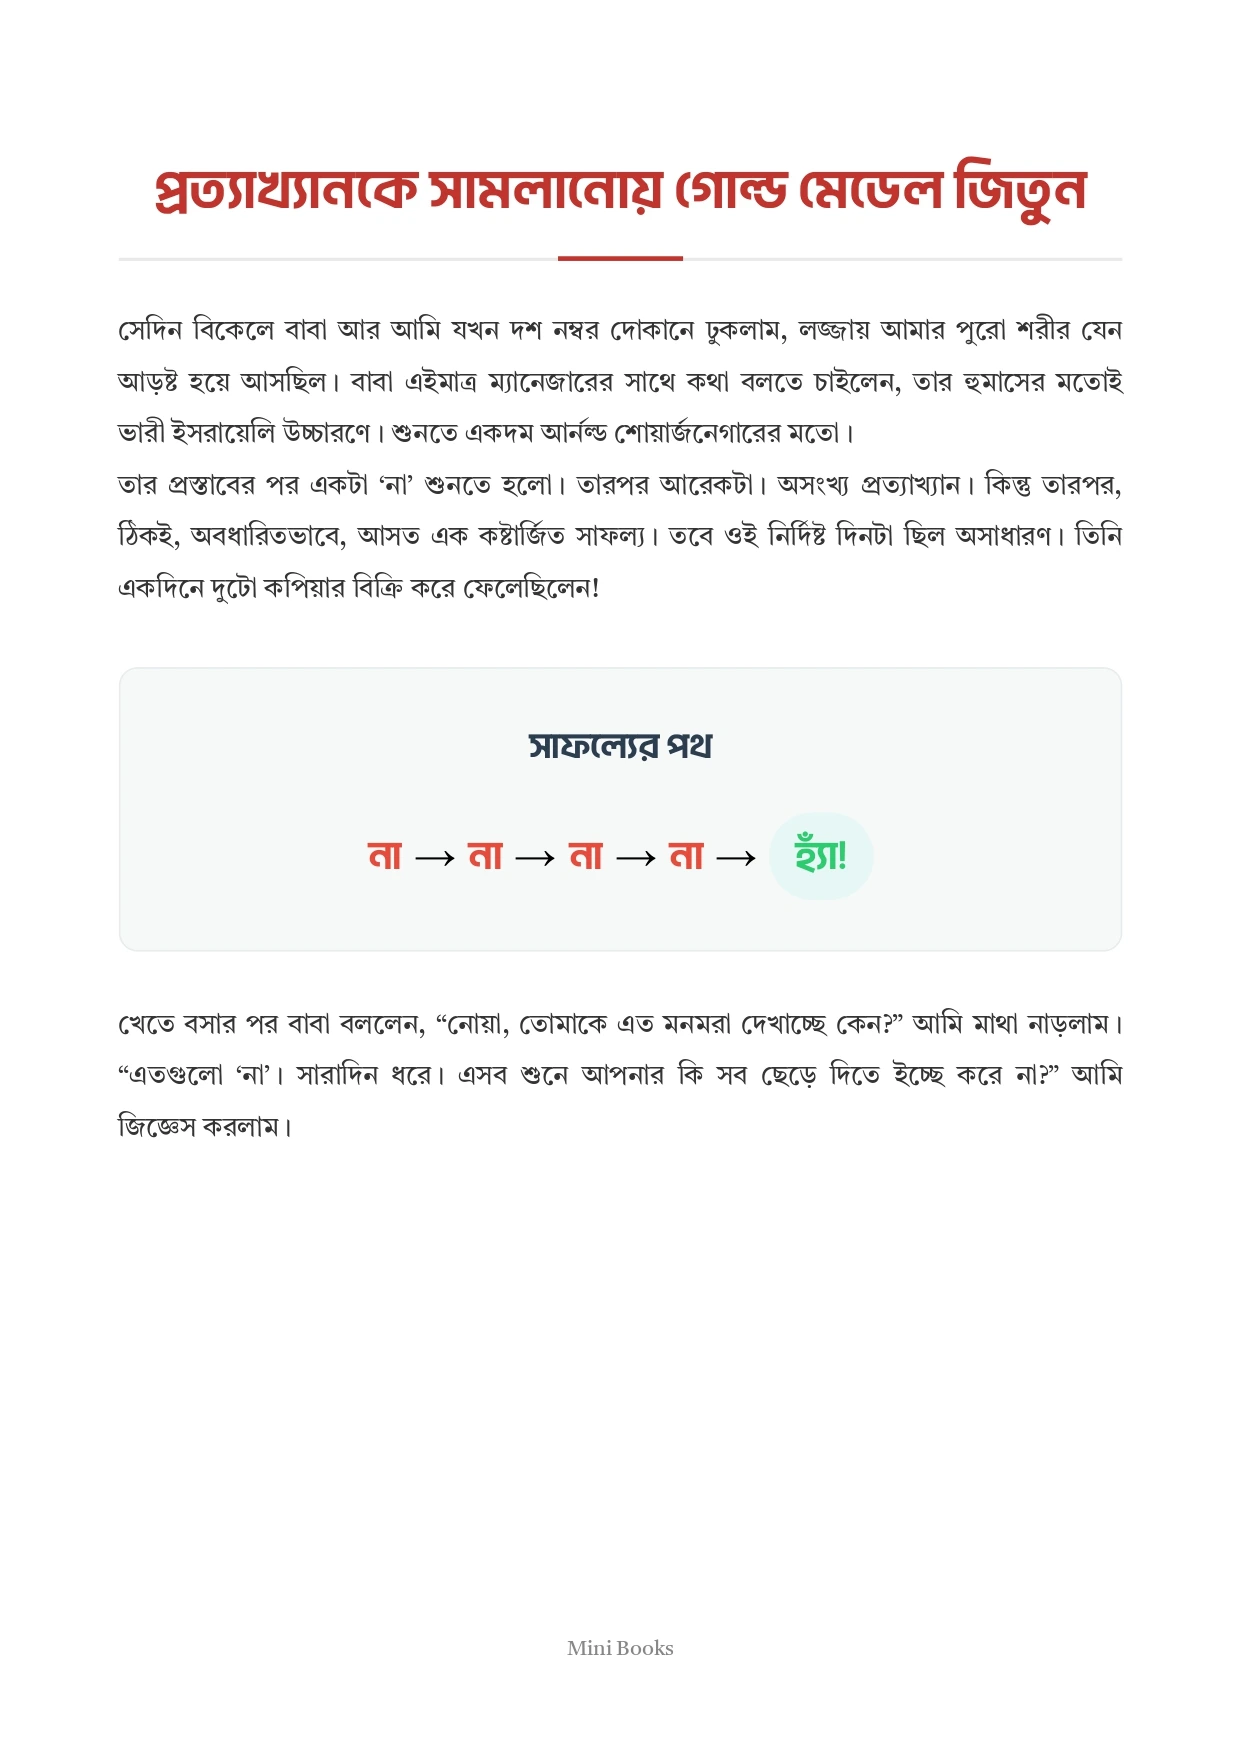 প্রত্যাখ্যানকে সামলানোয় গোল্ড মেডেল জিতুন
সেদিন বিকেলে বাবা আর আমি যখন দশ নম্বর দোকানে ঢুকলাম, লজ্জায় আমার পুরো শরীর যেন
আড়ষ্ট হয়ে আসছিল। বাবা এইমাত্র ম্যানেজারের সাথে কথা বলতে চাইলেন, তার হুমাসের মতোই
ভারী ইসরায়েলি উচ্চারণে। শুনতে একদম আর্নল্ড শোয়ার্জনেগারের মতো।
তার প্রস্তাবের পর একটা ‘না’ শুনতে হলো। তারপর আরেকটা। অসংখ্য প্রত্যাখ্যান। কিন্তু তারপর,
ঠিকই, অবধারিতভাবে, আসত এক কষ্টার্জিত সাফল্য। তবে ওই নির্দিষ্ট দিনটা ছিল অসাধারণ। তিনি
একদিনে দুটো কপিয়ার বিক্রি করে ফেলেছিলেন!
সাফল্যের পথ
না → না → না → না → হ্যাঁ!
খেতে বসার পর বাবা বললেন, “নোয়া, তোমাকে এত মনমরা দেখাচ্ছে কেন?” আমি মাথা নাড়লাম।
“এতগুলো ‘না’। সারাদিন ধরে। এসব শুনে আপনার কি সব ছেড়ে দিতে ইচ্ছে করে না?” আমি
জিজ্ঞেস করলাম।
Mini Books